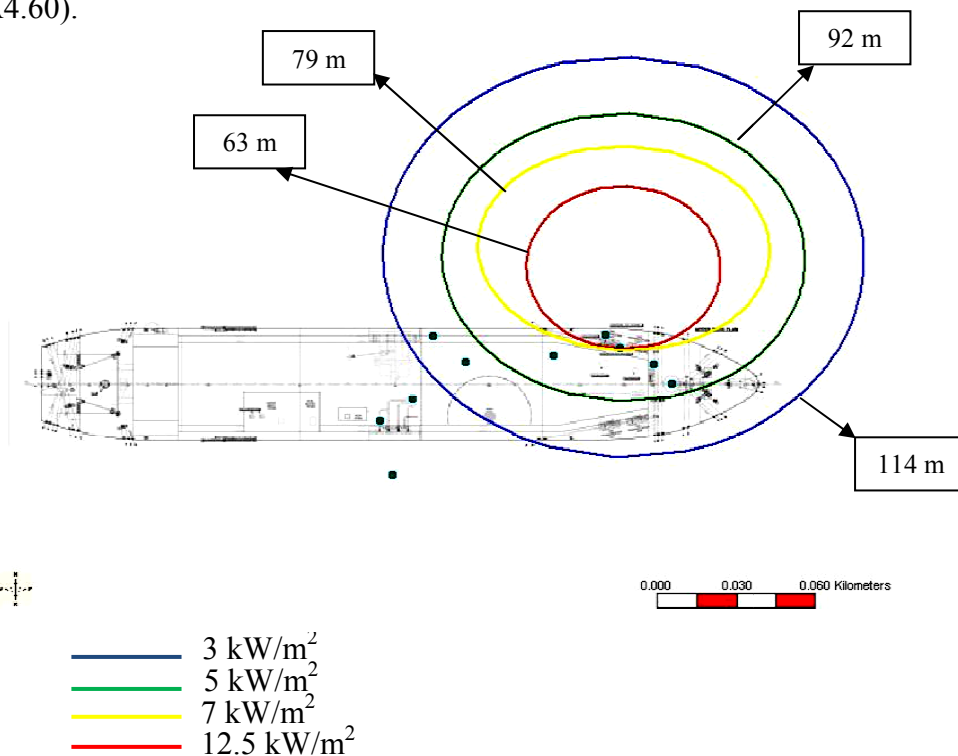 4.60).
92 m
79 m
63 m
114 m
0.000 0.030 0.060 Kilometers
3 kW/m²
5 kW/m²
7 kW/m²
12.5 kW/m²